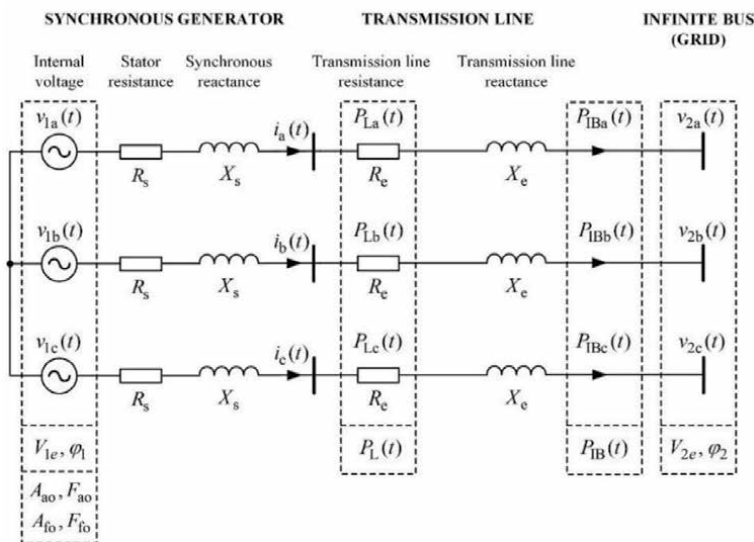 SYNCHRONOUS GENERATOR TRANSMISSION LINE INFINITE BUS
(GRID)
Internal voltage Stator resistance Synchronous reactance Transmission line resistance Transmission line reactance
v1a(t) ia(t) PLa(t) PIBa(t) v2a(t)
Rs Xs Re Xe
v1b(t) ib(t) PLb(t) PIBb(t) v2b(t)
Rs Xs Re Xe
v1c(t) ic(t) PLc(t) PIBc(t) v2c(t)
Rs Xs Re Xe
V1e, φ1 PL(t) PIB(t) V2e, φ2
Aao, Fao
Afo, Ffo